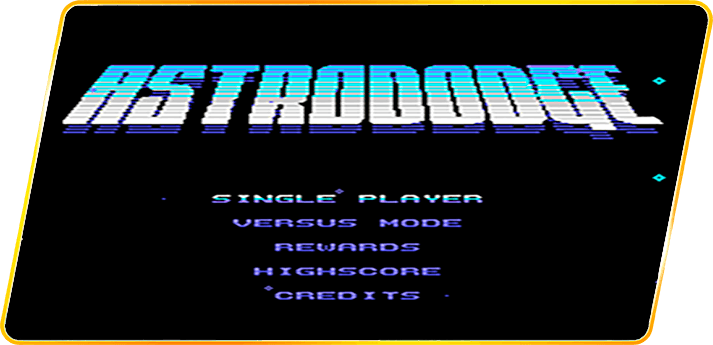 ASTRODODGE
SINGLE PLAYER
VERSUS MODE
REWARDS
HIGHSCORE
CREDITS